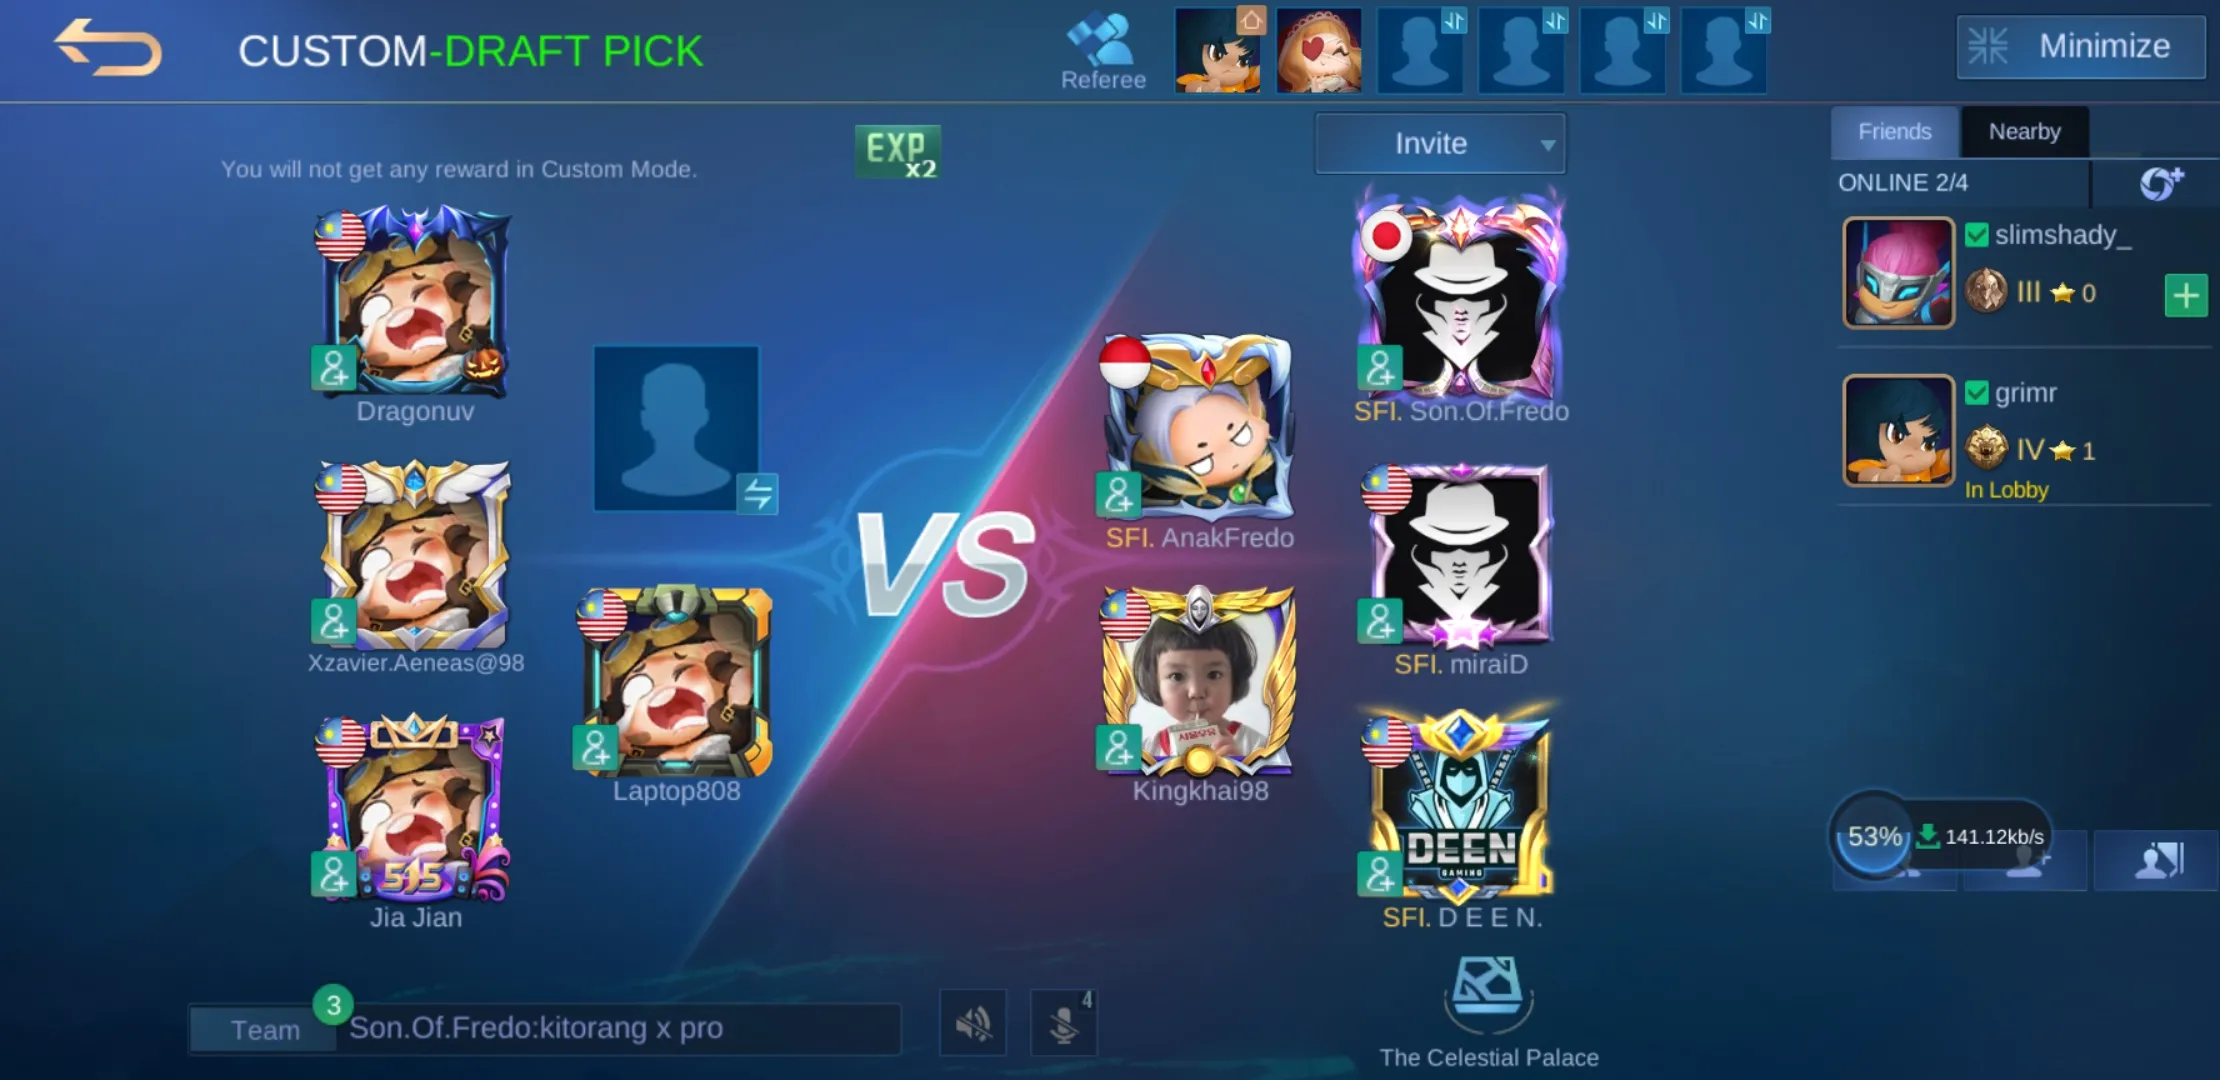 CUSTOM-DRAFT PICK
Referee
Minimize
You will not get any reward in Custom Mode.
EXP x2
Invite
Friends
Nearby
ONLINE 2/4
slimshady_
III 0
grimr
IV 1
In Lobby
Dragonuv
Xzavier.Aeneas@98
Jia Jian
515
Laptop808
VS
SFI. AnakFredo
Kingkhai98
SFI. Son.Of.Fredo
SFI. miraiD
DEEN
GAMING
SFI. D E E N.
53%
141.12kb/s
Team
3
Son.Of.Fredo:kitorang x pro
4
The Celestial Palace